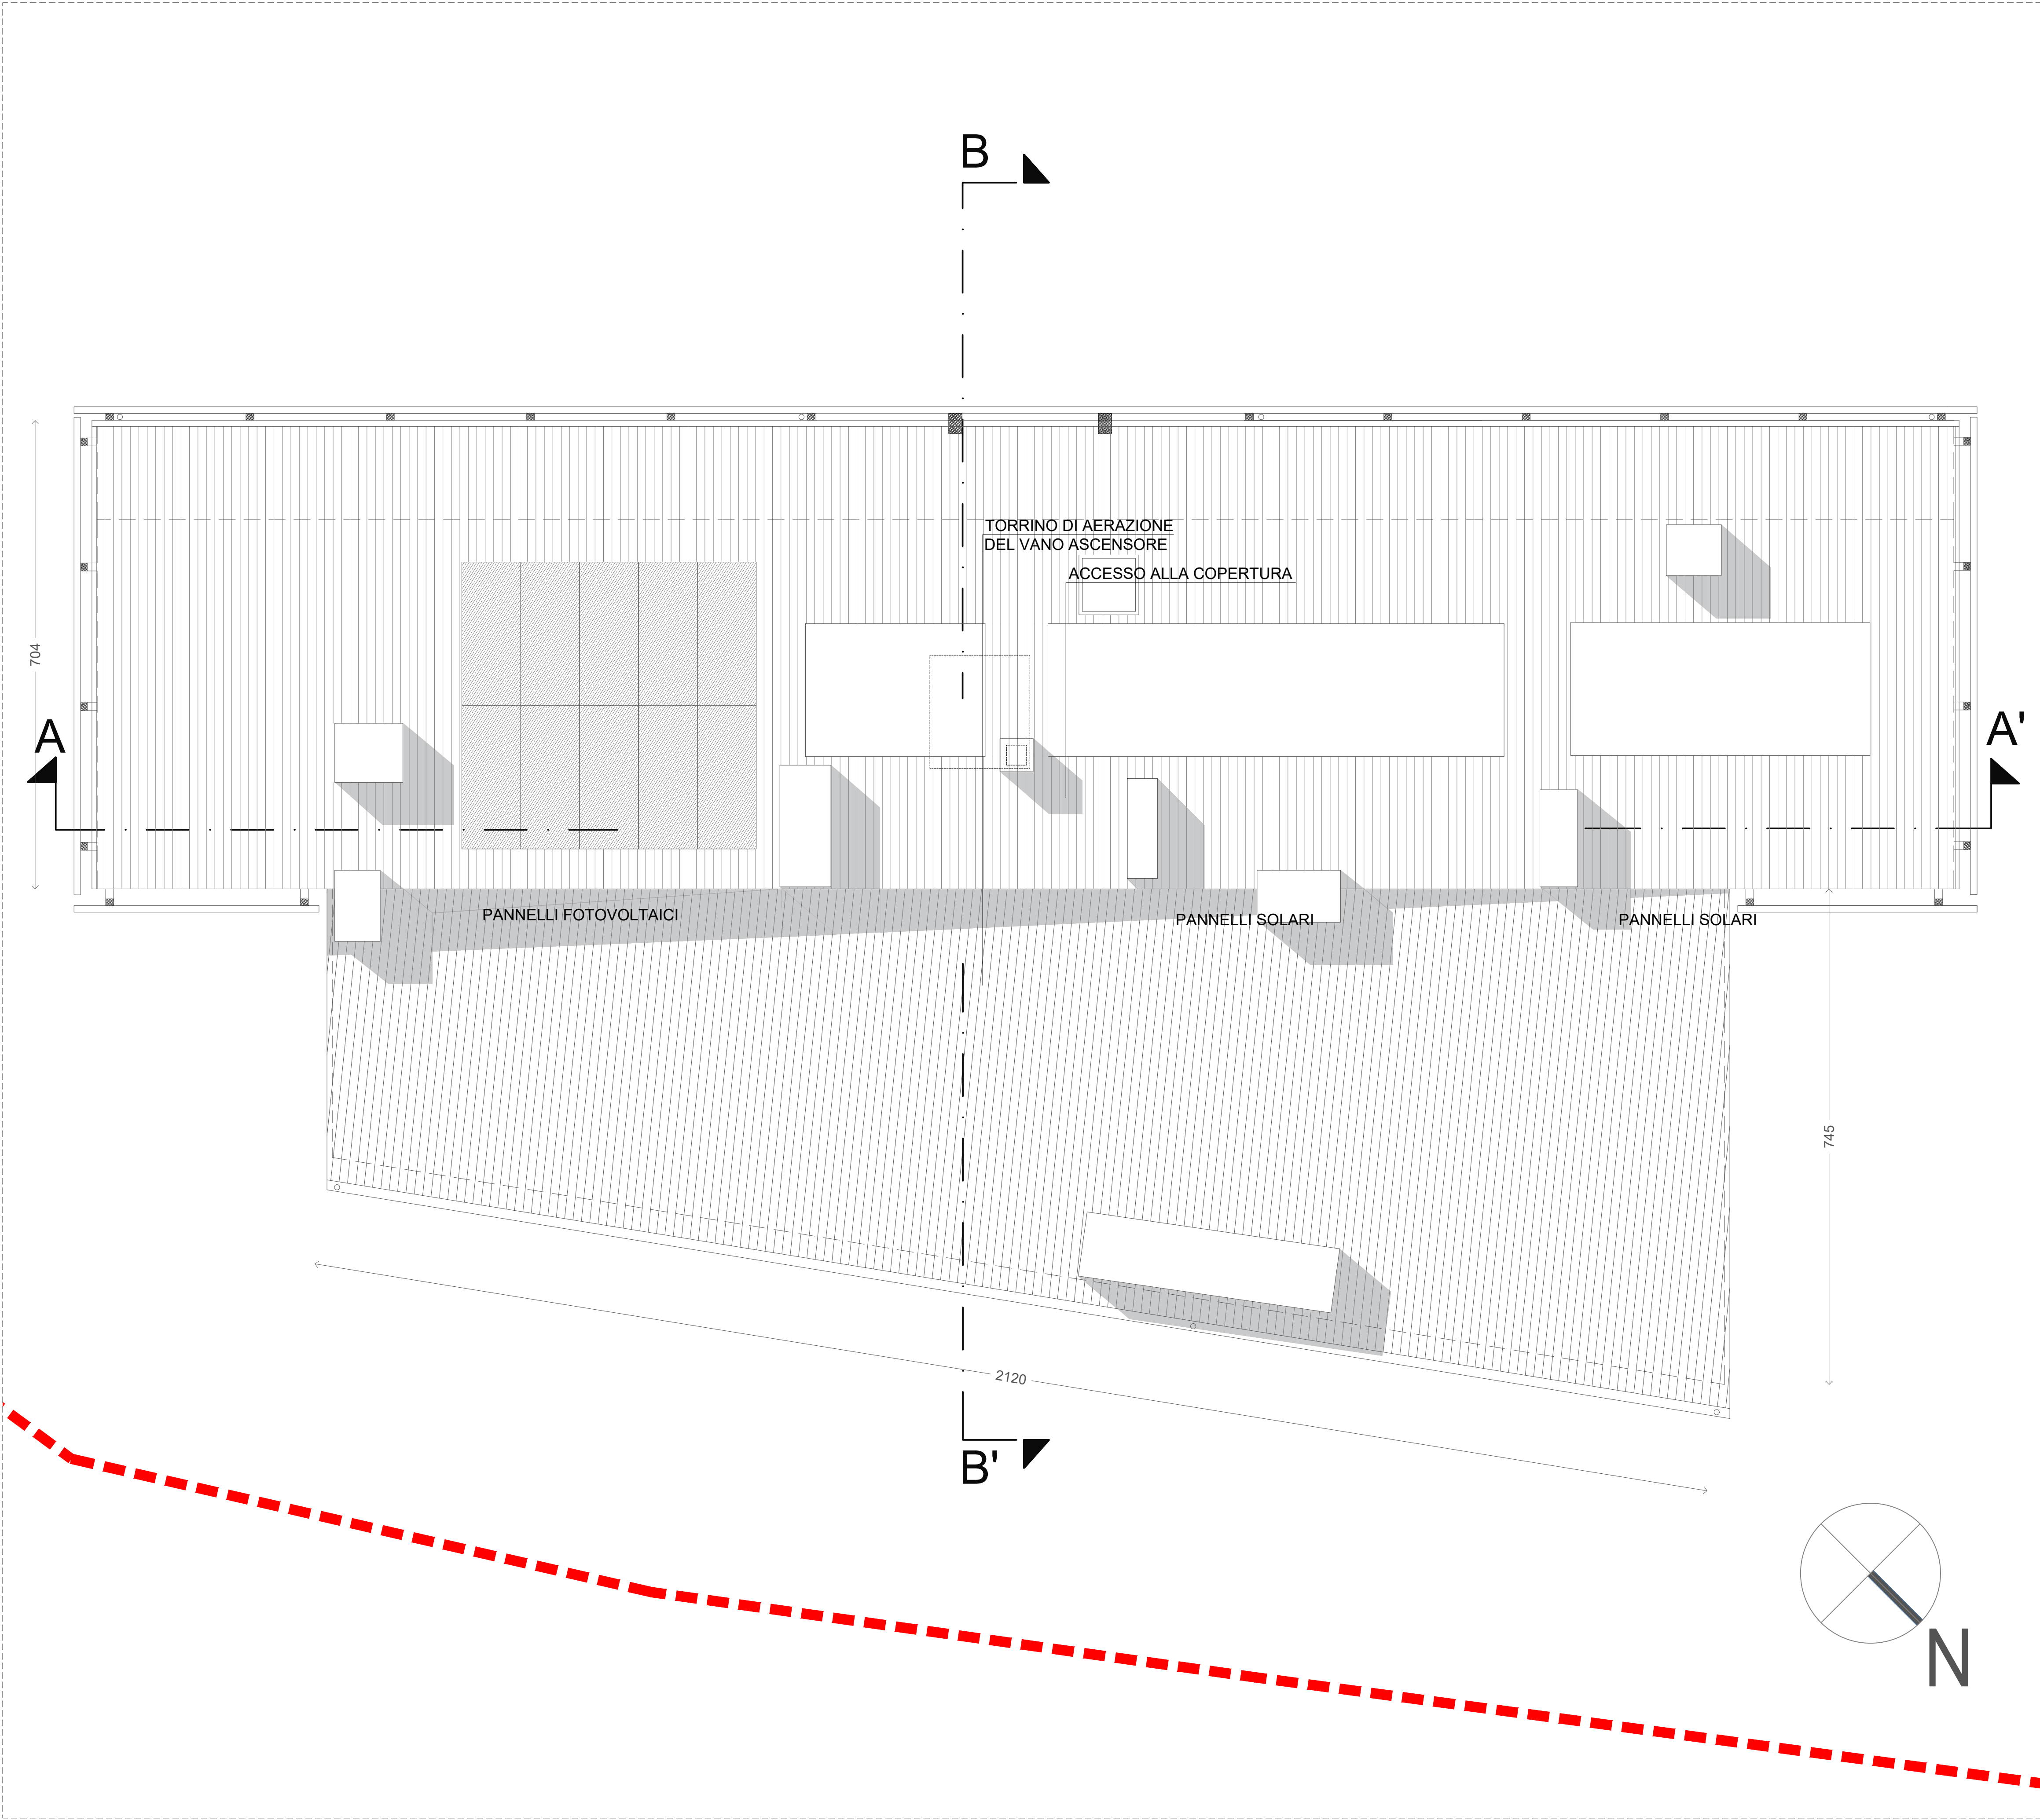 B
TORRINO DI AERAZIONE
DEL VANO ASCENSORE
ACCESSO ALLA COPERTURA
704
A
A'
PANNELLI FOTOVOLTAICI
PANNELLI SOLARI
PANNELLI SOLARI
745
2120
B'
N